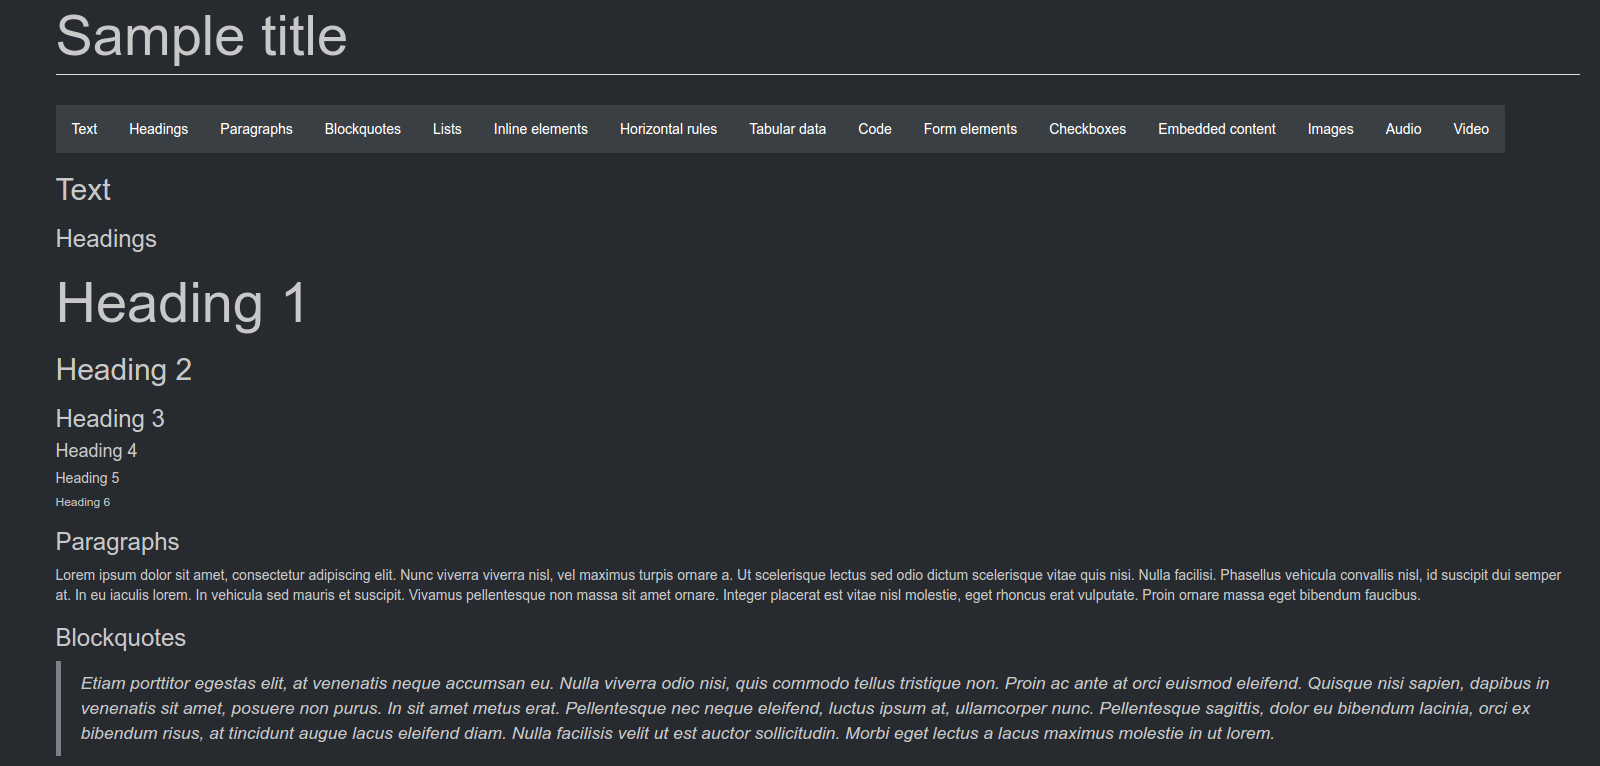 Sample title
Text Headings Paragraphs Blockquotes Lists Inline elements Horizontal rules Tabular data Code Form elements Checkboxes Embedded content Images Audio Video
Text
Headings
Heading 1
Heading 2
Heading 3
Heading 4
Heading 5
Heading 6
Paragraphs
Lorem ipsum dolor sit amet, consectetur adipiscing elit. Nunc viverra viverra nisl, vel maximus turpis ornare a. Ut scelerisque lectus sed odio dictum scelerisque vitae quis nisi. Nulla facilisi. Phasellus vehicula convallis nisl, id suscipit dui semper
at. In eu iaculis lorem. In vehicula sed mauris et suscipit. Vivamus pellentesque non massa sit amet ornare. Integer placerat est vitae nisl molestie, eget rhoncus erat vulputate. Proin ornare massa eget bibendum faucibus.
Blockquotes
Etiam porttitor egestas elit, at venenatis neque accumsan eu. Nulla viverra odio nisi, quis commodo tellus tristique non. Proin ac ante at orci euismod eleifend. Quisque nisi sapien, dapibus in
venenatis sit amet, posuere non purus. In sit amet metus erat. Pellentesque nec neque eleifend, luctus ipsum at, ullamcorper nunc. Pellentesque sagittis, dolor eu bibendum lacinia, orci ex
bibendum risus, at tincidunt augue lacus eleifend diam. Nulla facilisis velit ut est auctor sollicitudin. Morbi eget lectus a lacus maximus molestie in ut lorem.